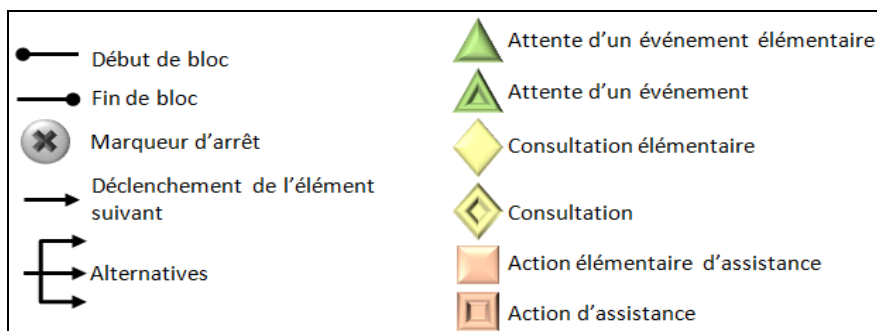 Début de bloc
Fin de bloc
Marqueur d'arrêt
Déclenchement de l'élément
suivant
Alternatives
Attente d'un événement élémentaire
Attente d'un événement
Consultation élémentaire
Consultation
Action élémentaire d'assistance
Action d'assistance